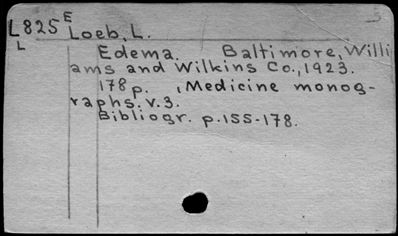 L825 E Loeb, L.
L Edema. Baltimore, Willi
ams and Wilkins Co., 1923.
178 p. , Medicine monog-
raphs. v.3.
Bibliogr. p.155-178.